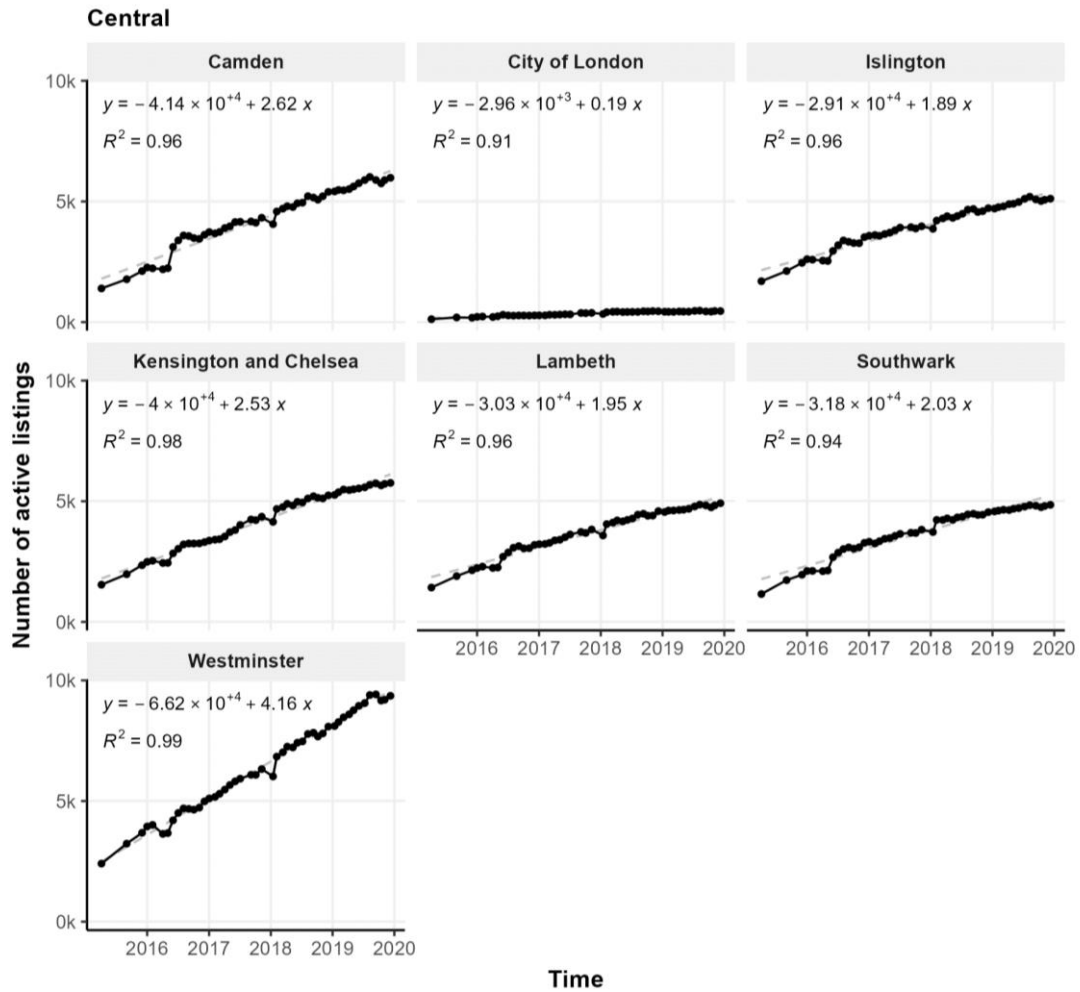 Central
Camden
City of London
Islington
10k
y = − 4.14 × 10⁺⁴ + 2.62 x
R² = 0.96
y = − 2.96 × 10⁺³ + 0.19 x
R² = 0.91
y = − 2.91 × 10⁺⁴ + 1.89 x
R² = 0.96
5k
0k
Number of active listings
Kensington and Chelsea
Lambeth
Southwark
10k
y = − 4 × 10⁺⁴ + 2.53 x
R² = 0.98
y = − 3.03 × 10⁺⁴ + 1.95 x
R² = 0.96
y = − 3.18 × 10⁺⁴ + 2.03 x
R² = 0.94
5k
0k
2016 2017 2018 2019 2020
2016 2017 2018 2019 2020
Westminster
10k
y = − 6.62 × 10⁺⁴ + 4.16 x
R² = 0.99
5k
0k
2016 2017 2018 2019 2020
Time